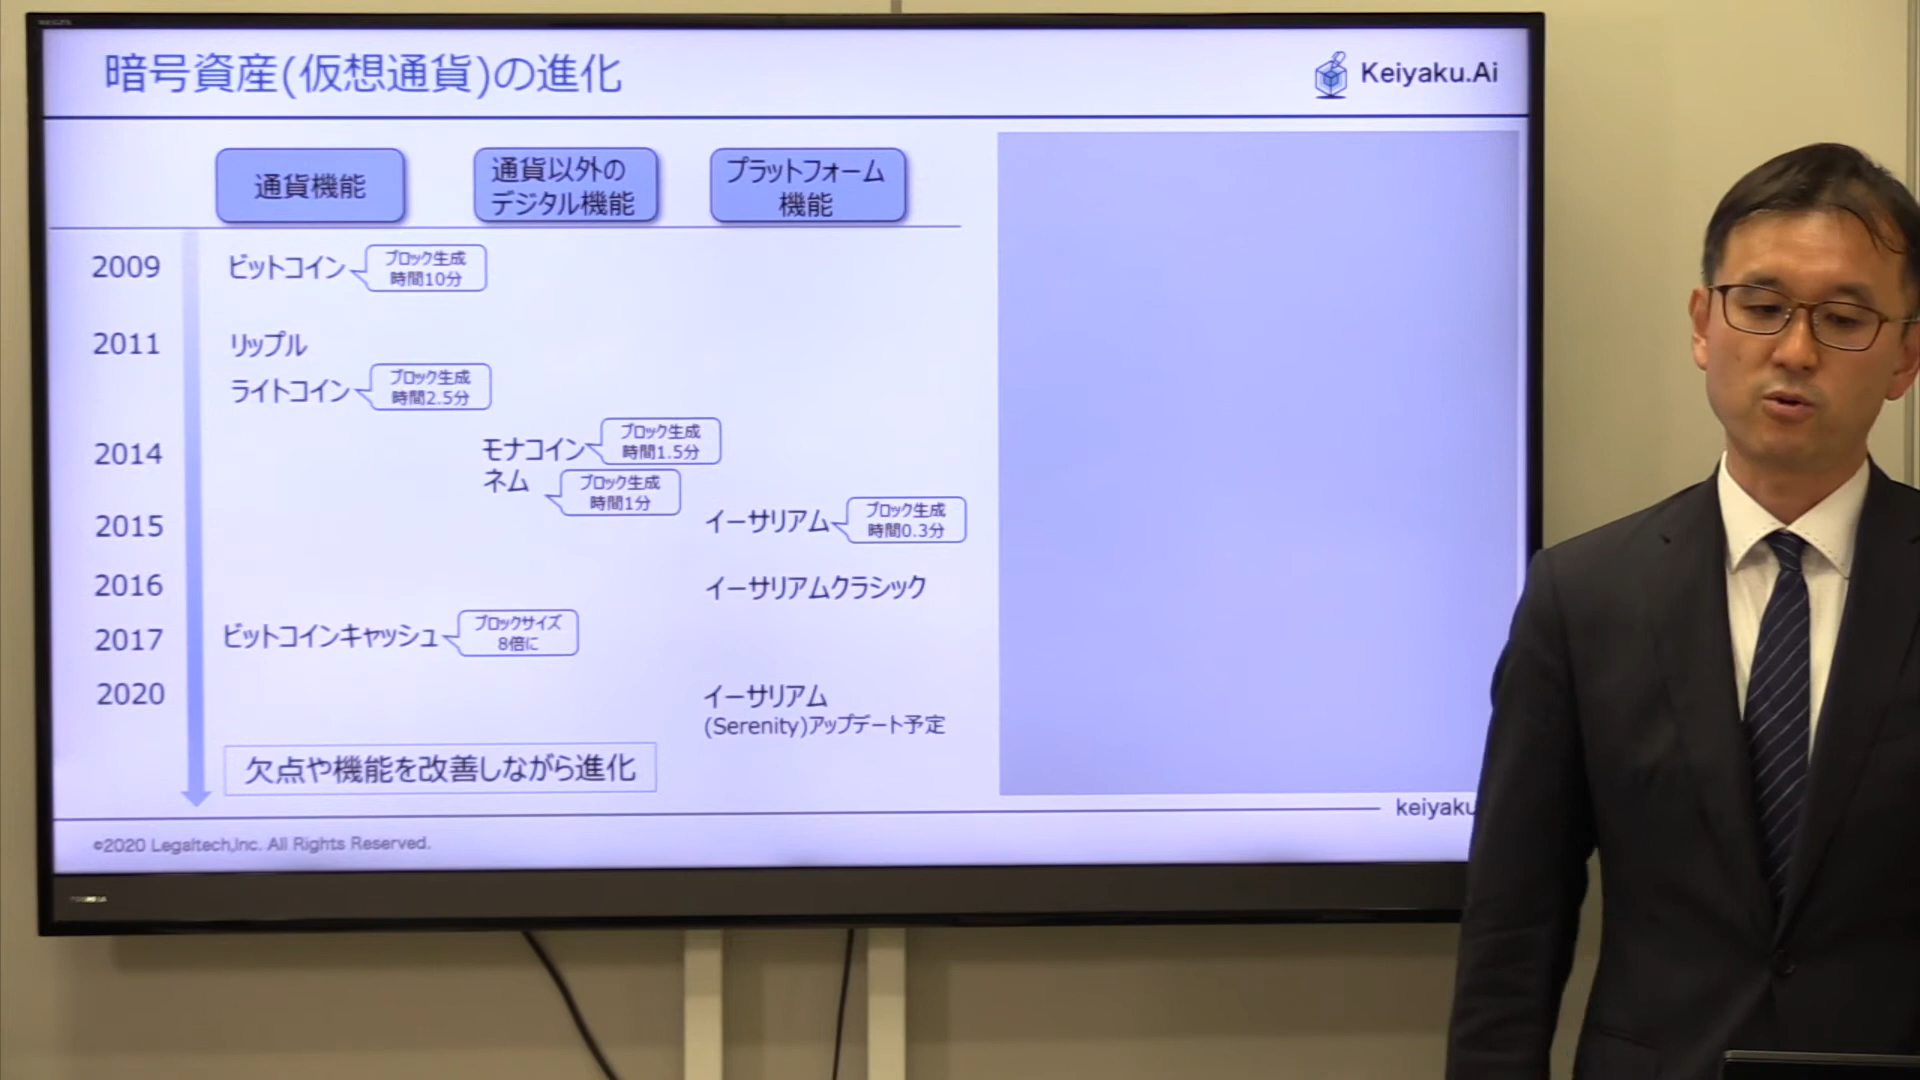 暗号資産(仮想通貨)の進化
Keiyaku.Ai
通貨機能
通貨以外の
デジタル機能
プラットフォーム
機能
2009
ビットコイン
ブロック生成
時間10分
2011
リップル
ライトコイン
ブロック生成
時間2.5分
2014
モナコイン
ブロック生成
時間1.5分
ネム
ブロック生成
時間1分
2015
イーサリアム
ブロック生成
時間0.3分
2016
イーサリアムクラシック
2017
ビットコインキャッシュ
ブロックサイズ
8倍に
2020
イーサリアム
(Serenity)アップデート予定
欠点や機能を改善しながら進化
keiyaku
©2020 Legaltech,Inc. All Rights Reserved.